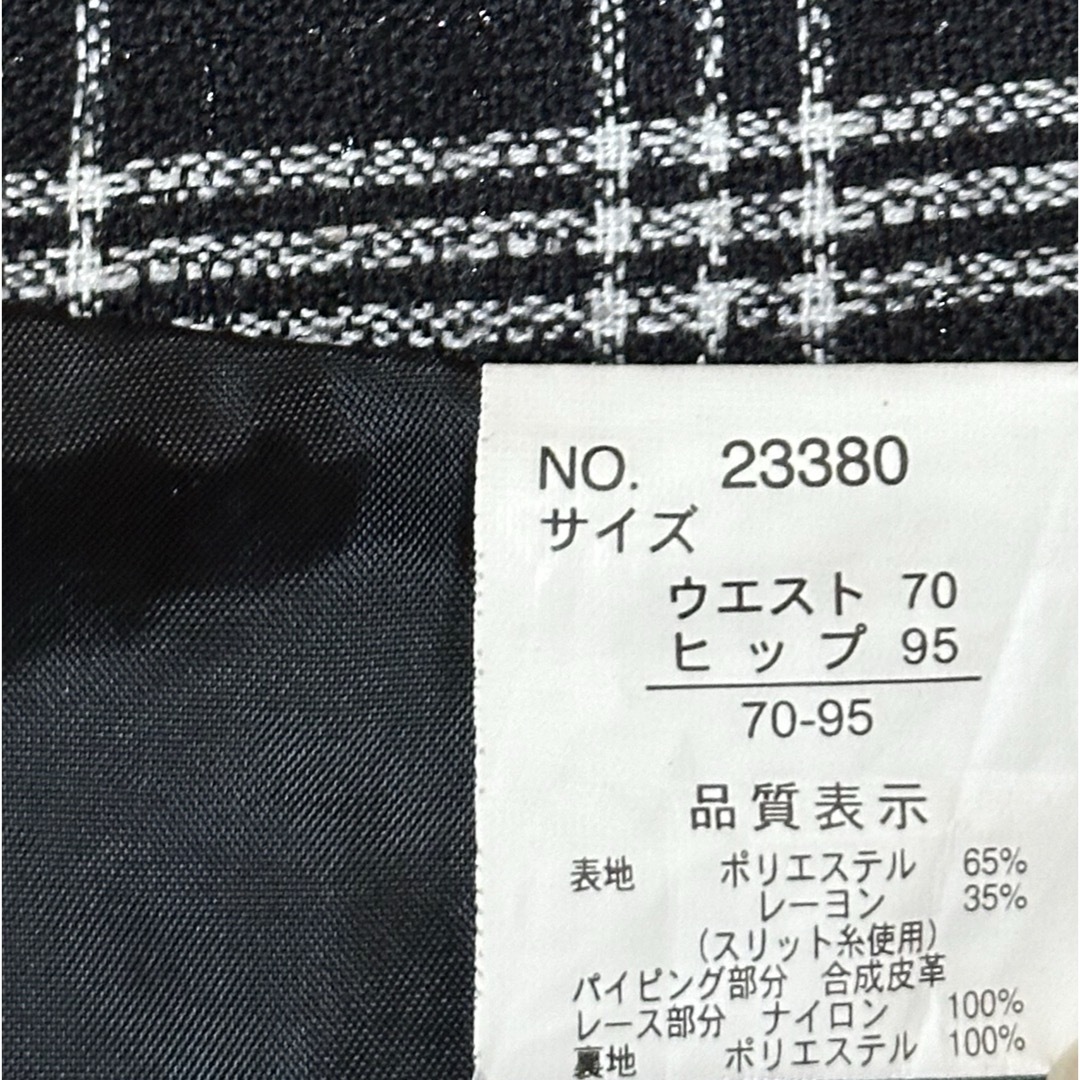 NO. 23380
サイズ
ウエスト 70
ヒップ 95
70-95
品質表示
表地 ポリエステル 65%
レーヨン 35%
(スリット糸使用)
パイピング部分 合成皮革
レース部分 ナイロン 100%
裏地 ポリエステル 100%